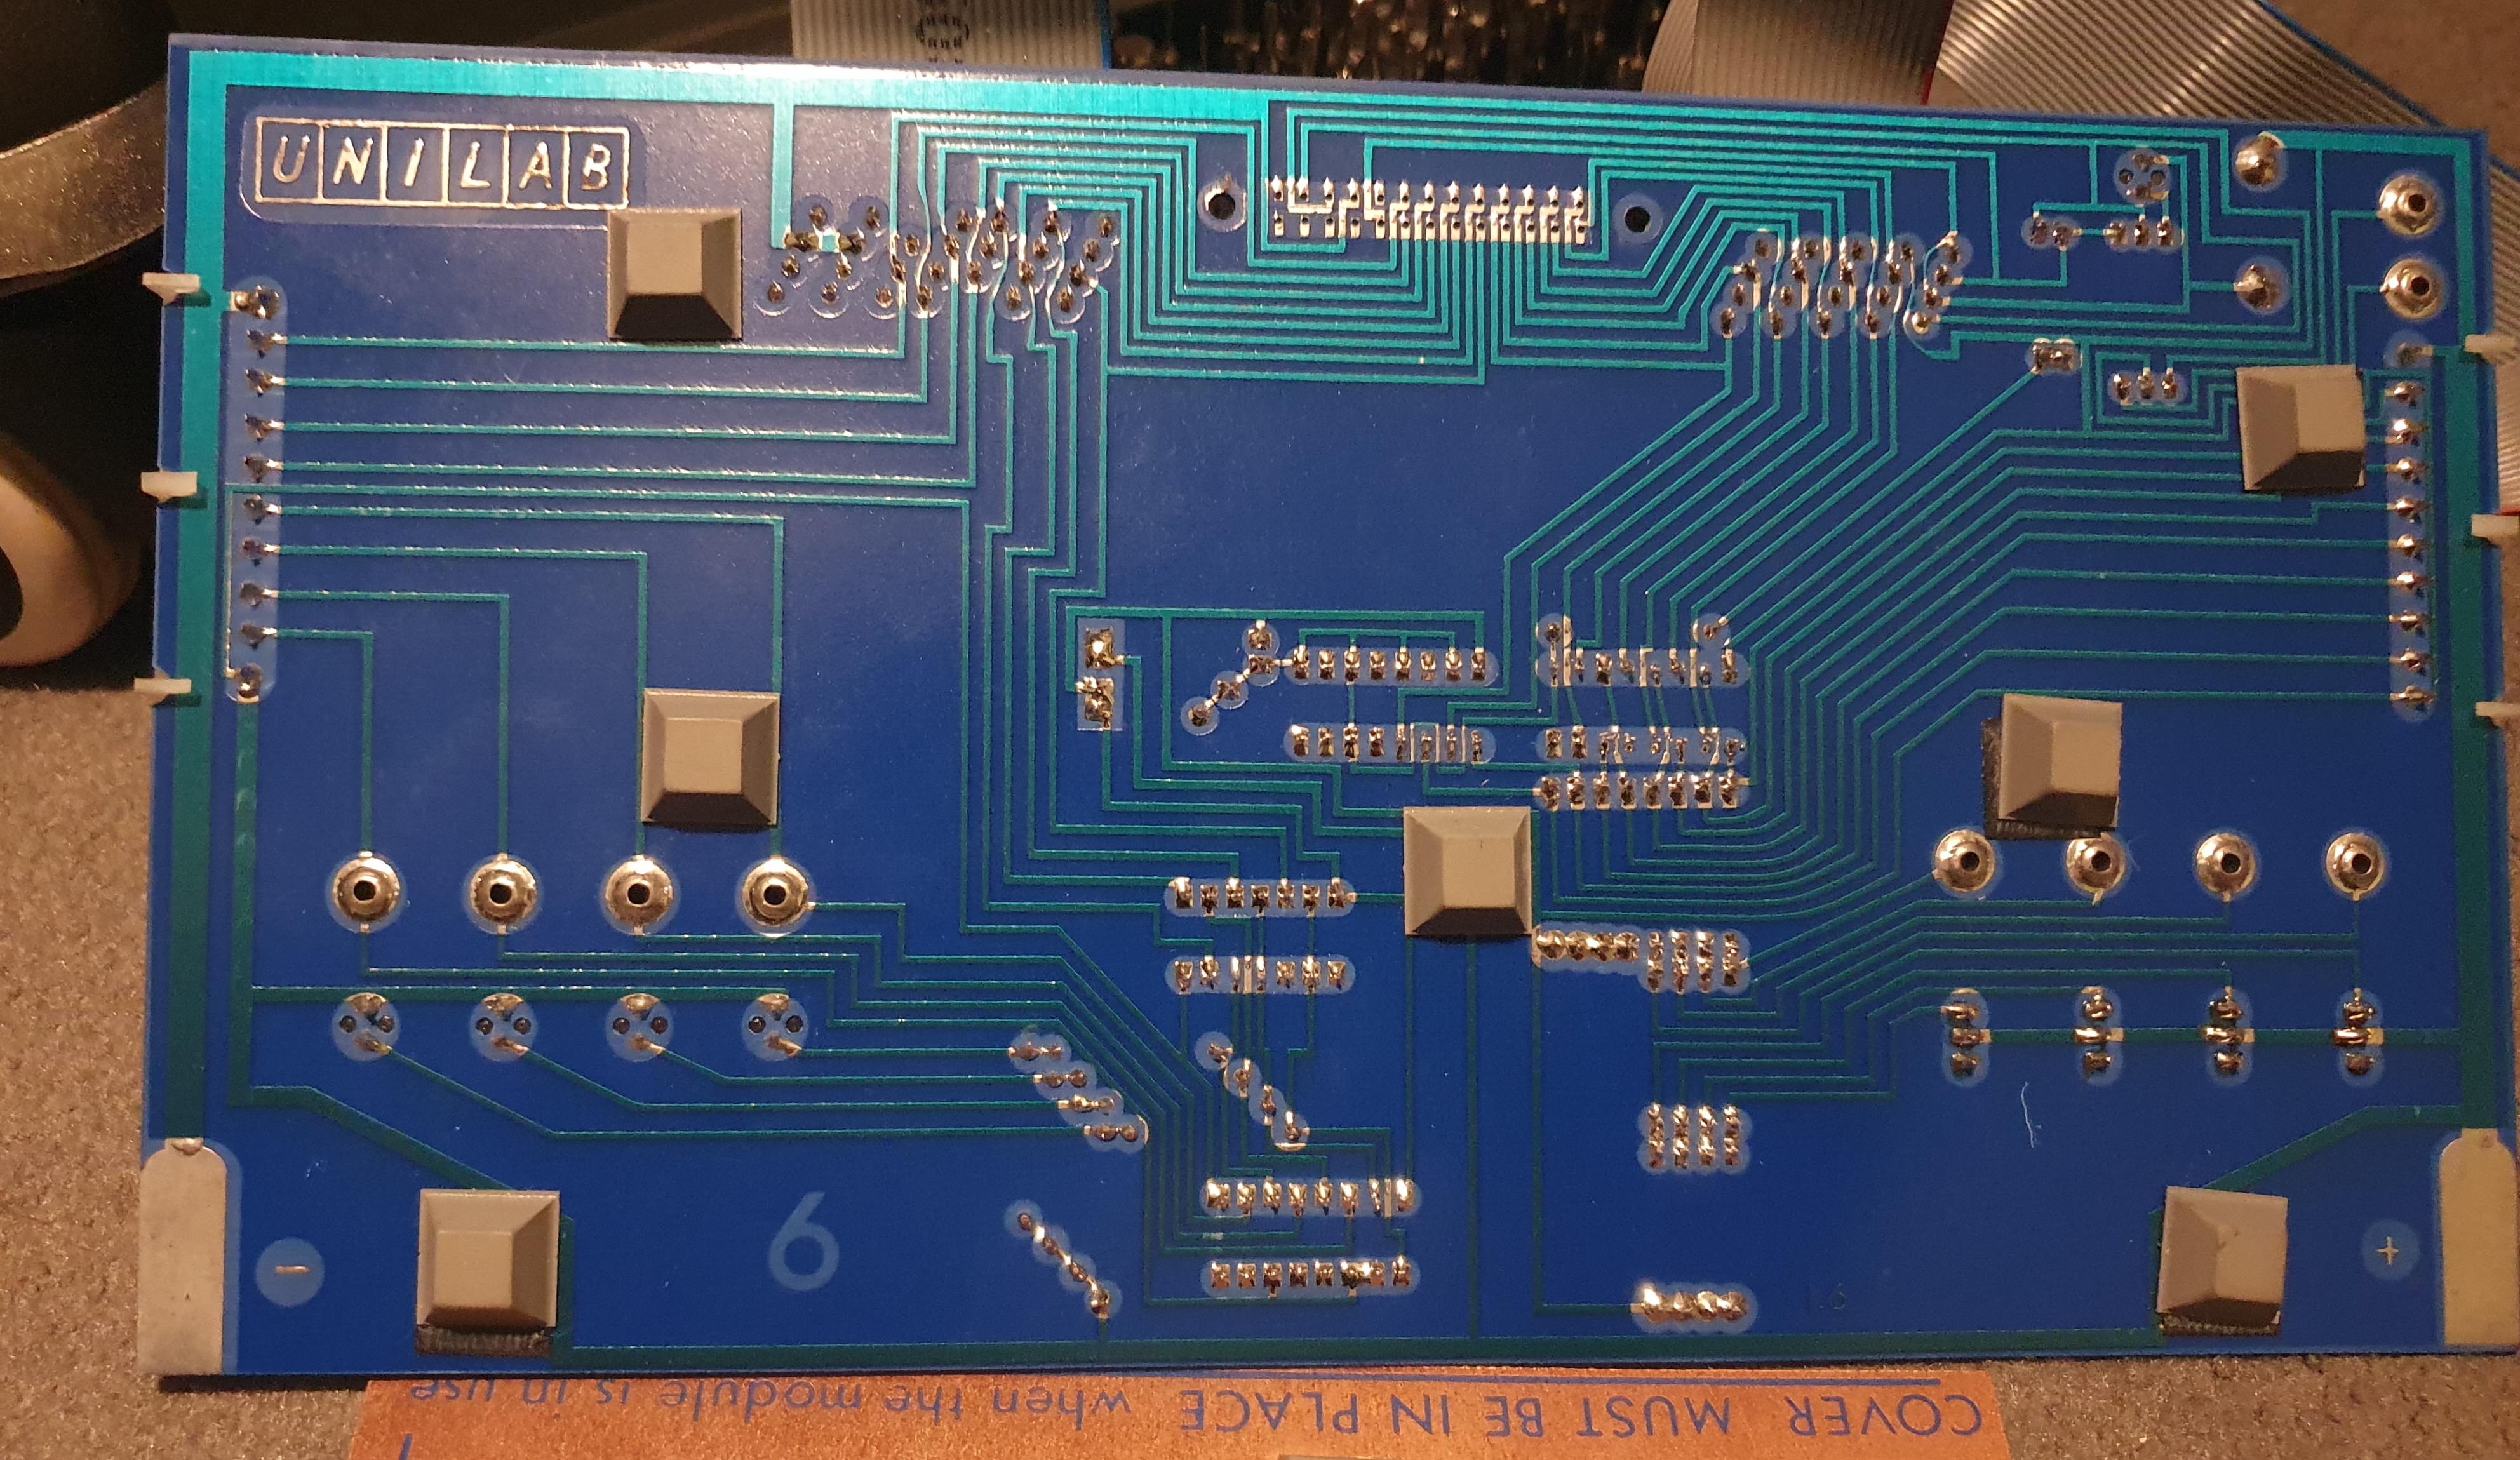 UNILAB
6
−
+
COVER MUST BE IN PLACE when the module is in use